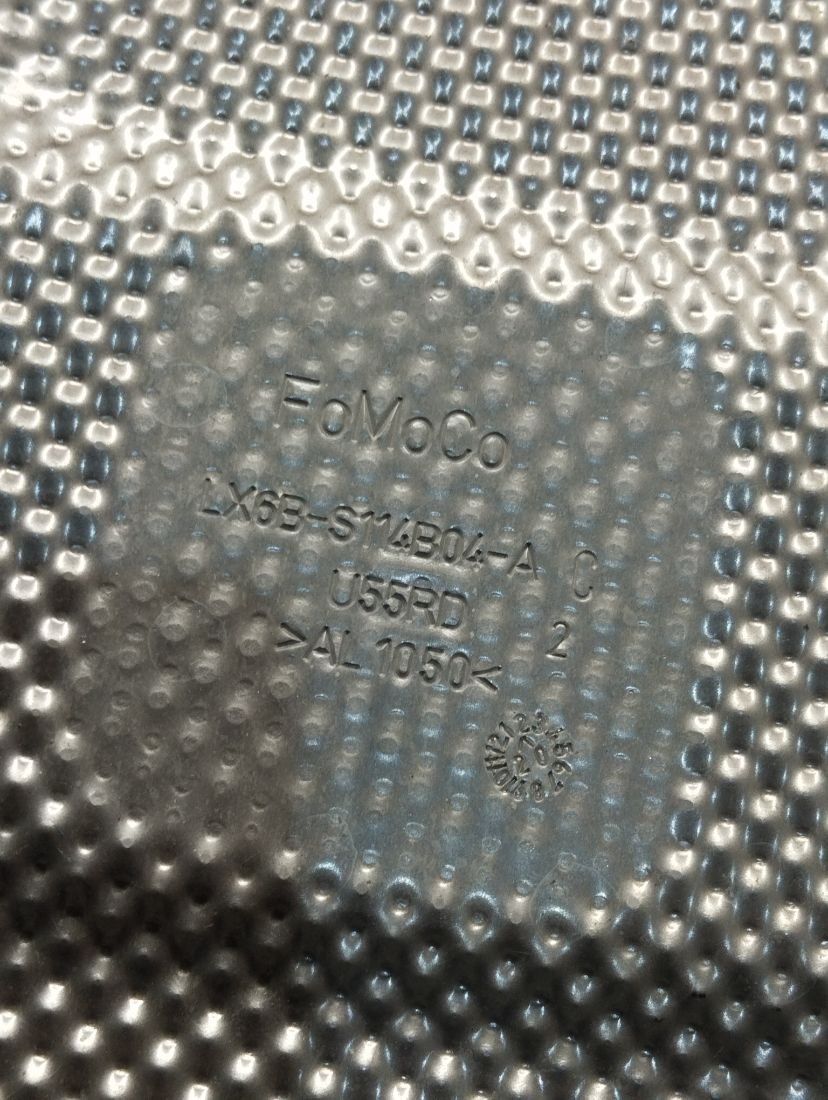 FoMoCo
LX6B-S114B04-A C
U55RD 2
>AL 1050<